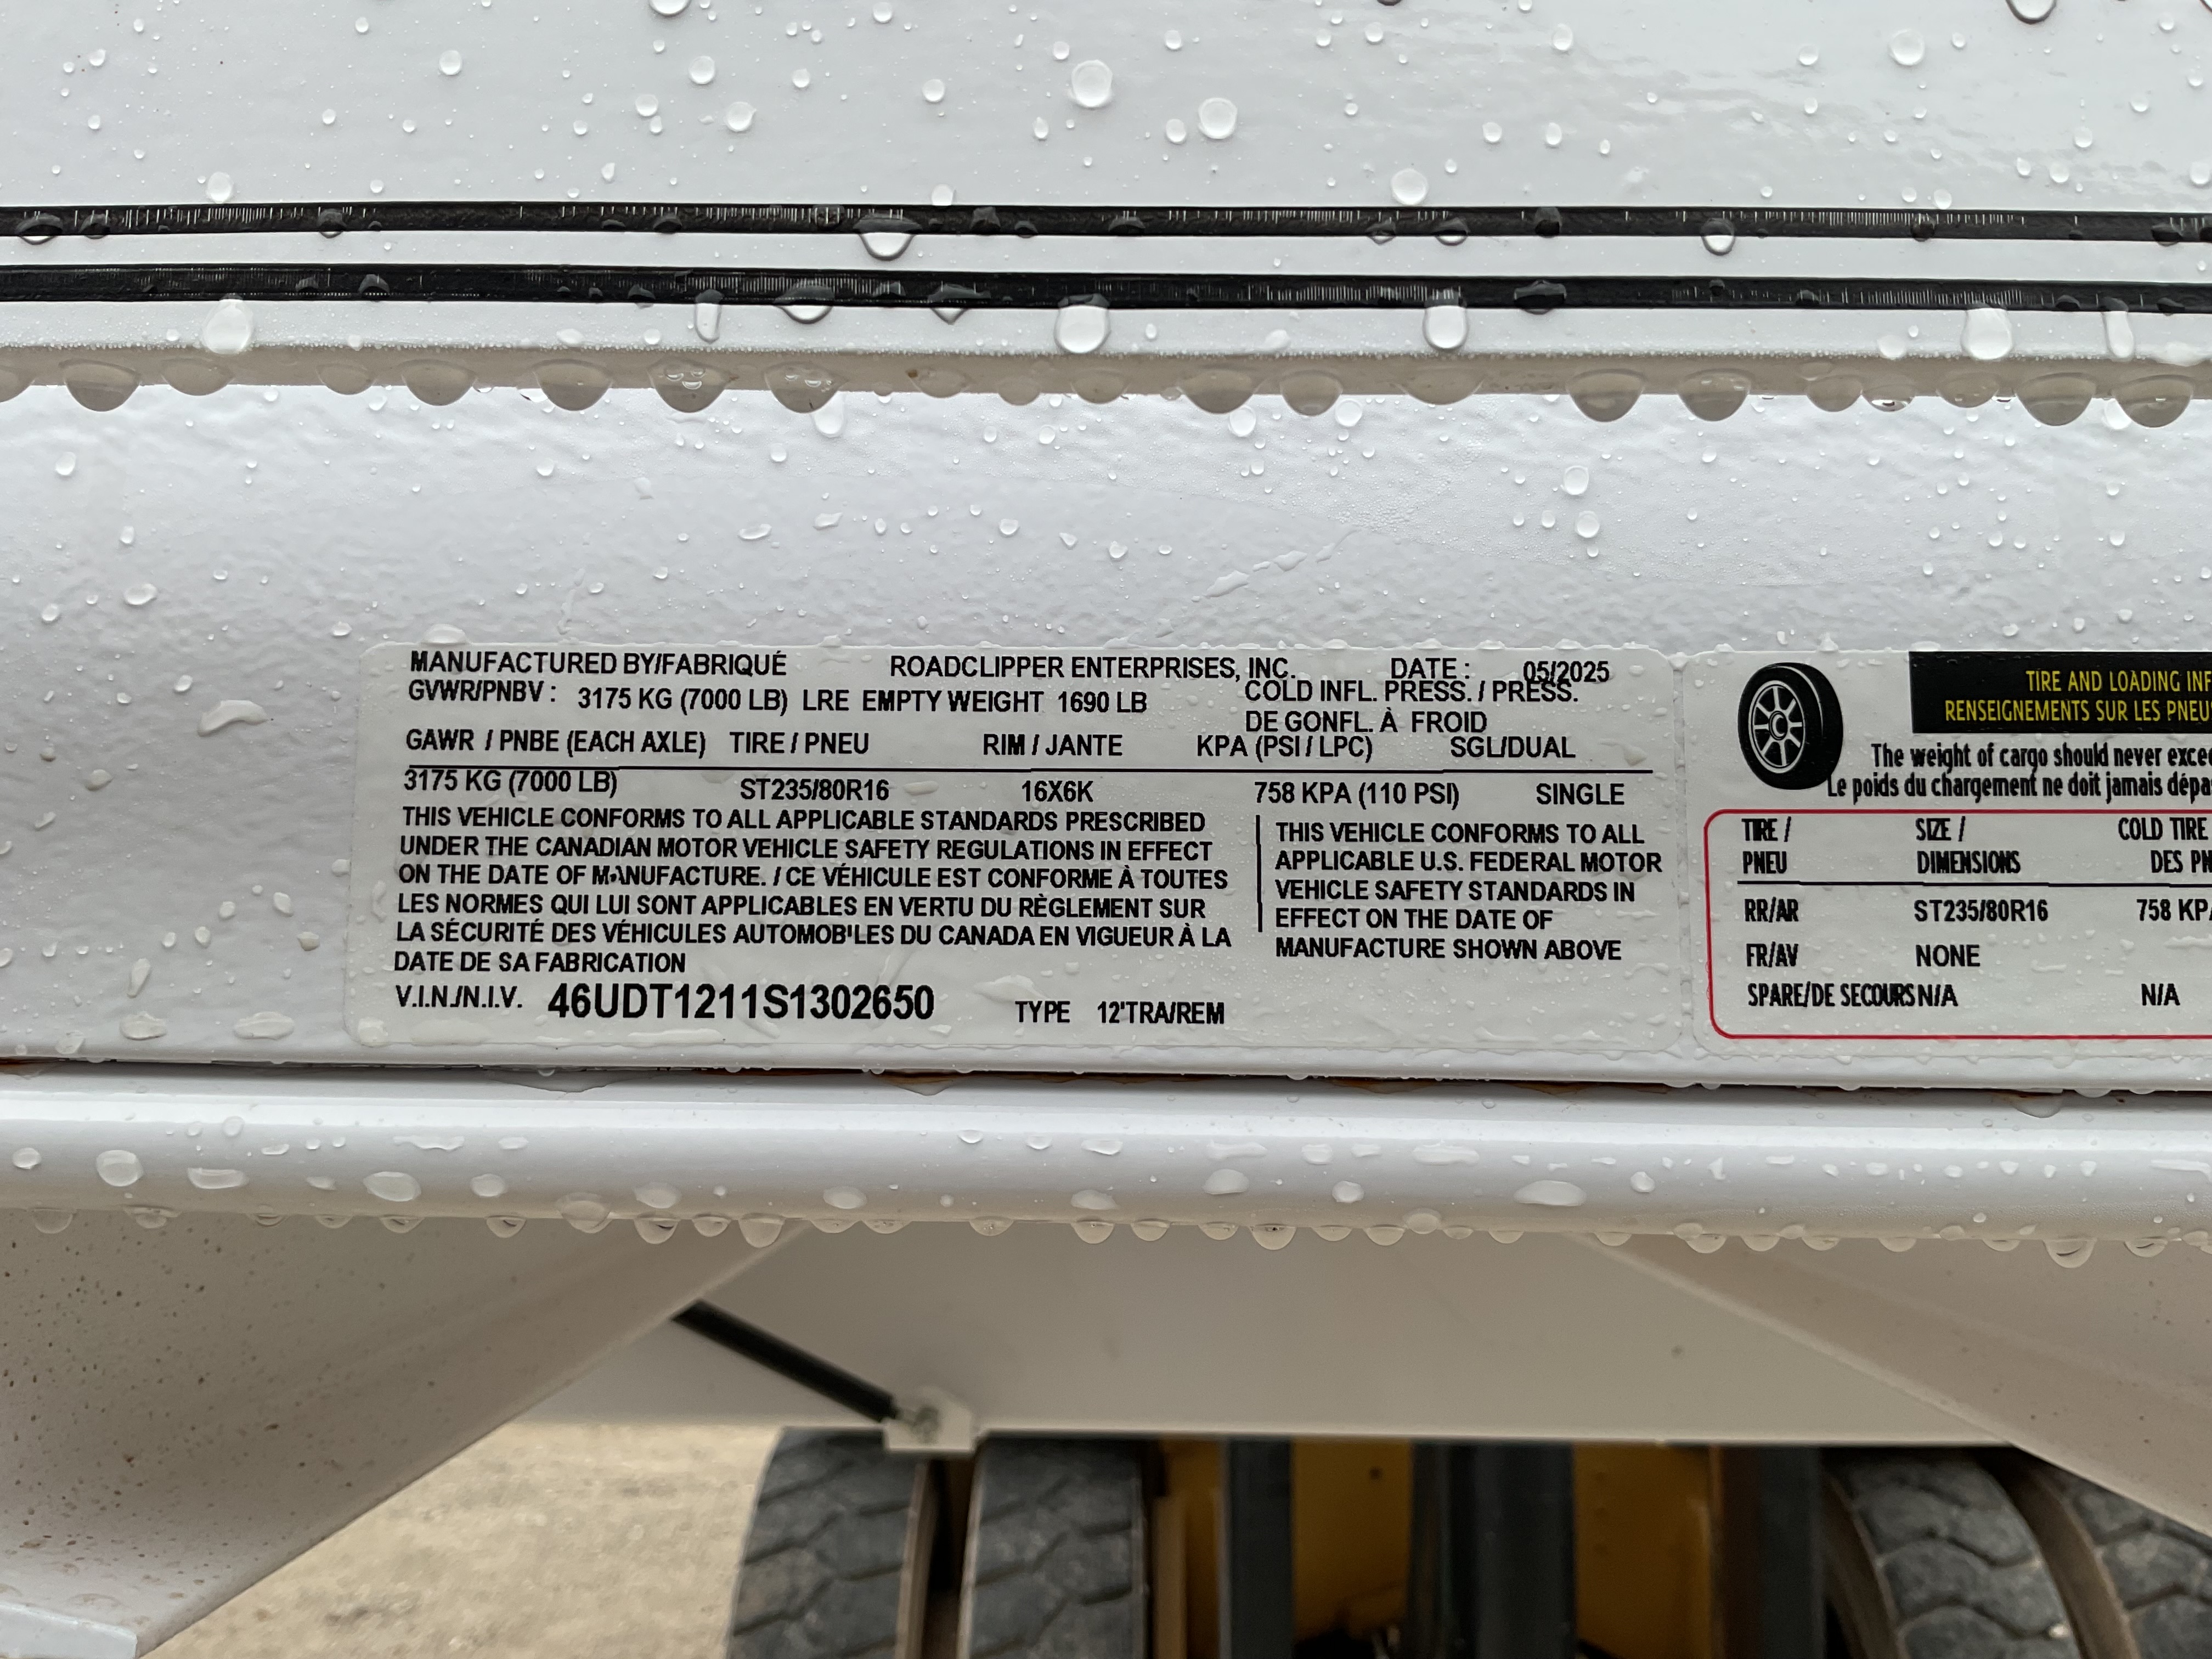 MANUFACTURED BY/FABRIQUÉ ROADCLIPPER ENTERPRISES, INC. DATE : 05/2025
GVWR/PNBV : 3175 KG (7000 LB) LRE EMPTY WEIGHT 1690 LB
COLD INFL. PRESS. / PRESS.
DE GONFL. À FROID
GAWR / PNBE (EACH AXLE) TIRE / PNEU RIM / JANTE KPA (PSI / LPC) SGL/DUAL
3175 KG (7000 LB) ST235/80R16 16X6K 758 KPA (110 PSI) SINGLE
THIS VEHICLE CONFORMS TO ALL APPLICABLE STANDARDS PRESCRIBED
UNDER THE CANADIAN MOTOR VEHICLE SAFETY REGULATIONS IN EFFECT
ON THE DATE OF MANUFACTURE. / CE VÉHICULE EST CONFORME À TOUTES
LES NORMES QUI LUI SONT APPLICABLES EN VERTU DU RÈGLEMENT SUR
LA SÉCURITÉ DES VÉHICULES AUTOMOBILES DU CANADA EN VIGUEUR À LA
DATE DE SA FABRICATION
THIS VEHICLE CONFORMS TO ALL
APPLICABLE U.S. FEDERAL MOTOR
VEHICLE SAFETY STANDARDS IN
EFFECT ON THE DATE OF
MANUFACTURE SHOWN ABOVE
V.I.N./N.I.V. 46UDT1211S1302650 TYPE 12'TRA/REM
TIRE AND LOADING INF
RENSEIGNEMENTS SUR LES PNEU
The weight of cargo should never exce
Le poids du chargement ne doit jamais dépa
TIRE / SIZE / COLD TIRE
PNEU DIMENSIONS DES PN
RR/AR ST235/80R16 758 KP
FR/AV NONE
SPARE/DE SECOURS N/A N/A